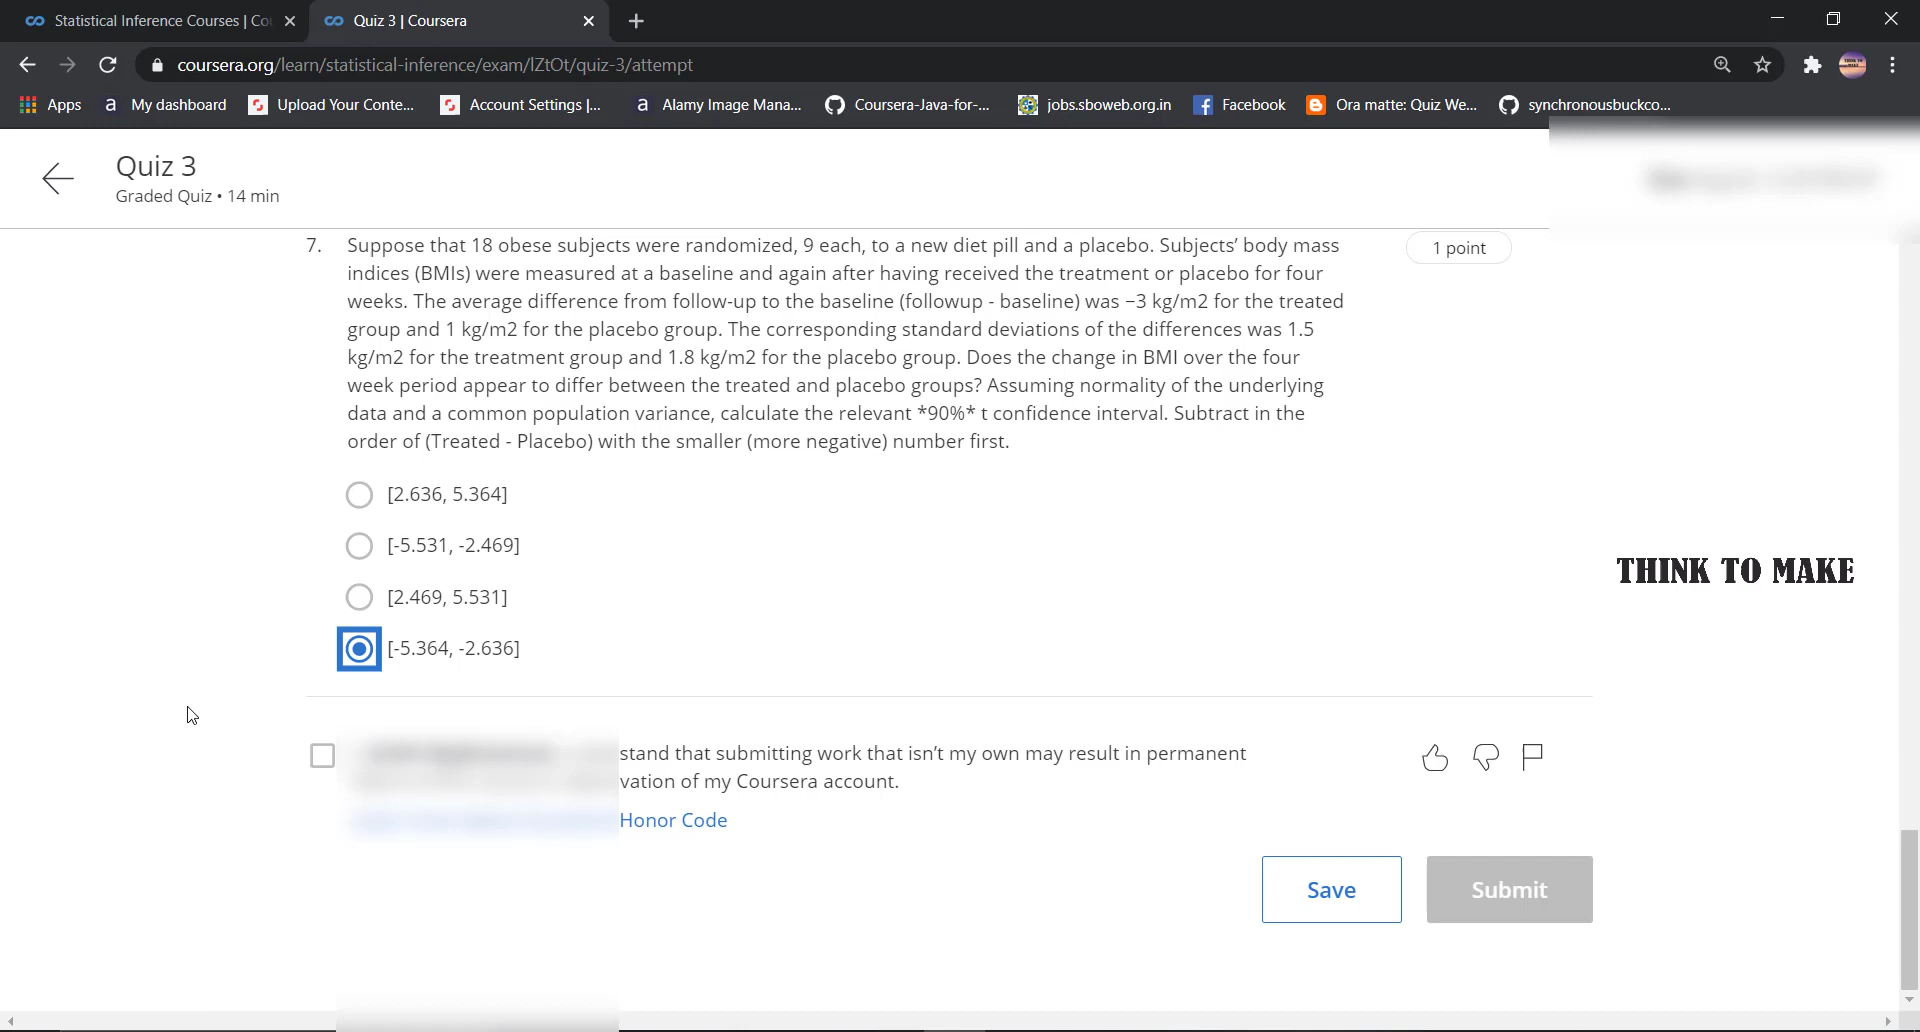 Statistical Inference Courses | Co
Quiz 3 | Coursera
coursera.org/learn/statistical-inference/exam/lZtOt/quiz-3/attempt
Apps
a My dashboard
Upload Your Conte...
Account Settings |...
a Alamy Image Mana...
Coursera-Java-for-...
jobs.sboweb.org.in
Facebook
Ora matte: Quiz We...
synchronousbuckco...
Quiz 3
Graded Quiz • 14 min
7. Suppose that 18 obese subjects were randomized, 9 each, to a new diet pill and a placebo. Subjects’ body mass
1 point
indices (BMIs) were measured at a baseline and again after having received the treatment or placebo for four
weeks. The average difference from follow-up to the baseline (followup - baseline) was −3 kg/m2 for the treated
group and 1 kg/m2 for the placebo group. The corresponding standard deviations of the differences was 1.5
kg/m2 for the treatment group and 1.8 kg/m2 for the placebo group. Does the change in BMI over the four
week period appear to differ between the treated and placebo groups? Assuming normality of the underlying
data and a common population variance, calculate the relevant *90%* t confidence interval. Subtract in the
order of (Treated - Placebo) with the smaller (more negative) number first.
[2.636, 5.364]
[-5.531, -2.469]
[2.469, 5.531]
[-5.364, -2.636]
THINK TO MAKE
stand that submitting work that isn’t my own may result in permanent
vation of my Coursera account.
Honor Code
Save
Submit